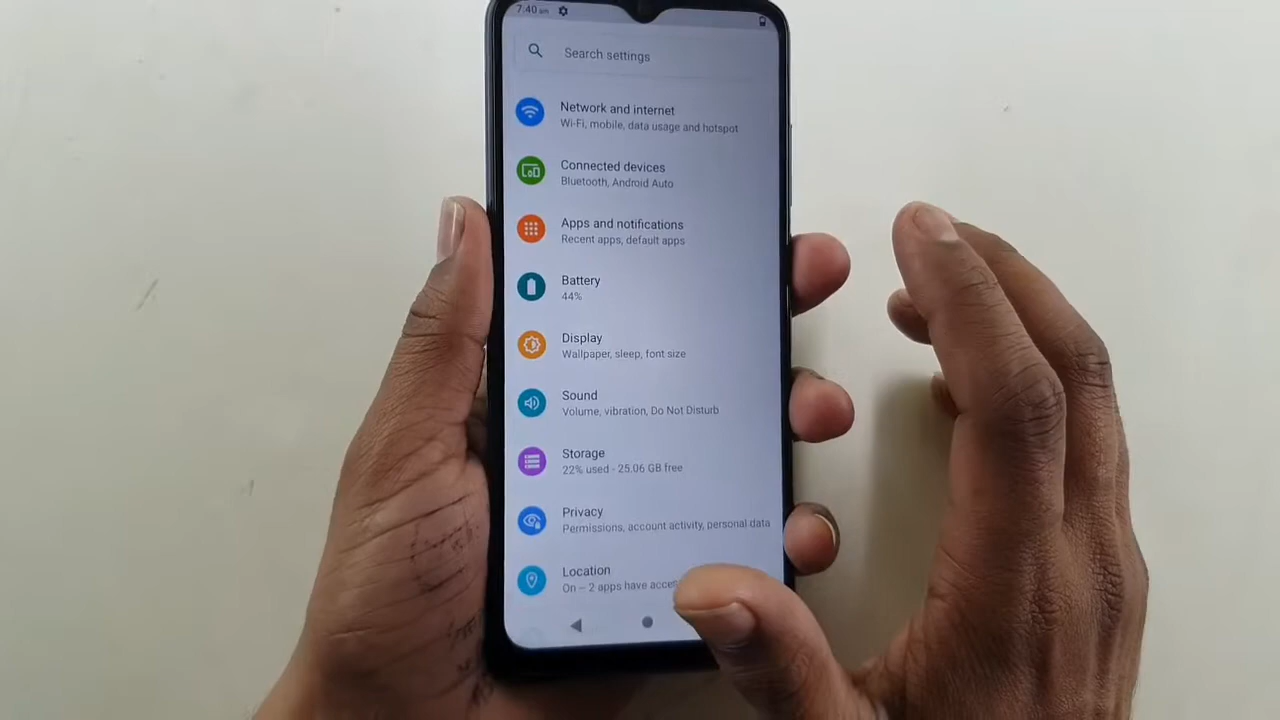 7:40 am
Search settings
Network and internet
Wi-Fi, mobile, data usage and hotspot
Connected devices
Bluetooth, Android Auto
Apps and notifications
Recent apps, default apps
Battery
44%
Display
Wallpaper, sleep, font size
Sound
Volume, vibration, Do Not Disturb
Storage
22% used - 25.06 GB free
Privacy
Permissions, account activity, personal data
Location
On – 2 apps have